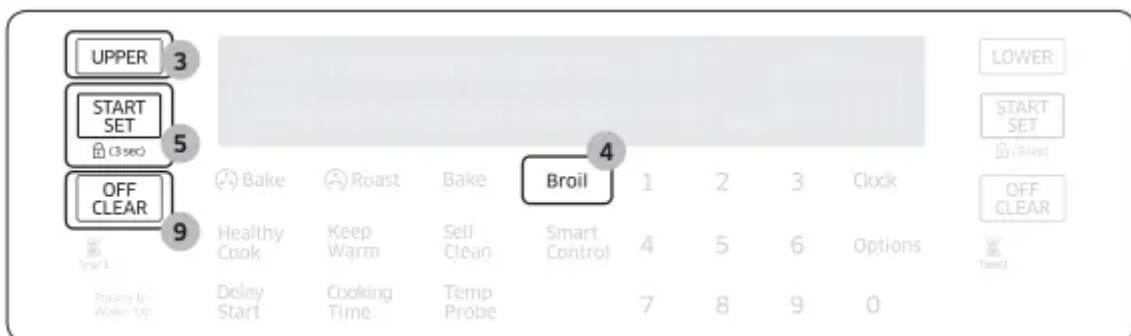 UPPER 3 LOWER
START
SET
(3 sec) 5
START
SET
(3 sec)
OFF
CLEAR 9
OFF
CLEAR
Bake Roast Bake Broil 4 1 2 3 Clock
Healthy
Cook
Keep
Warm
Self
Clean
Smart
Control
4 5 6 Options
Delay
Start
Cooking
Time
Temp
Probe
7 8 9 0